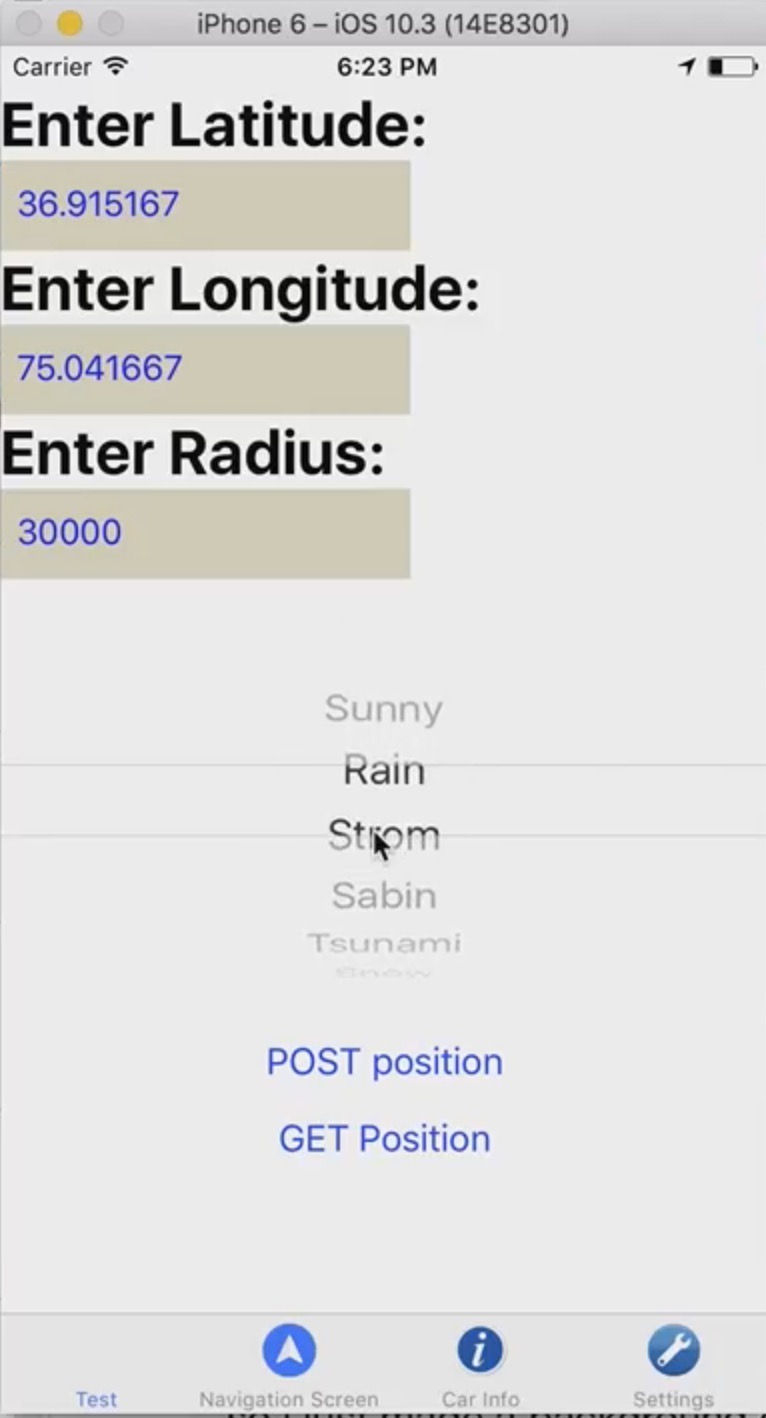 iPhone 6 – iOS 10.3 (14E8301)
Carrier 6:23 PM
Enter Latitude:
36.915167
Enter Longitude:
75.041667
Enter Radius:
30000
Sunny
Rain
Strom
Sabin
Tsunami
Snow
POST position
GET Position
Test Navigation Screen Car Info Settings